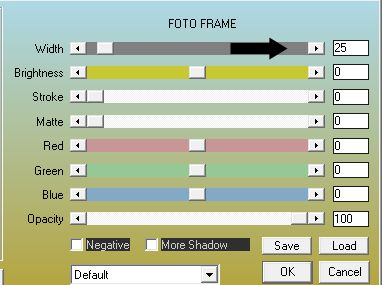 FOTO FRAME
Width 25
Brightness 0
Stroke 0
Matte 0
Red 0
Green 0
Blue 0
Opacity 100
Negative More Shadow Save Load
Default OK Cancel